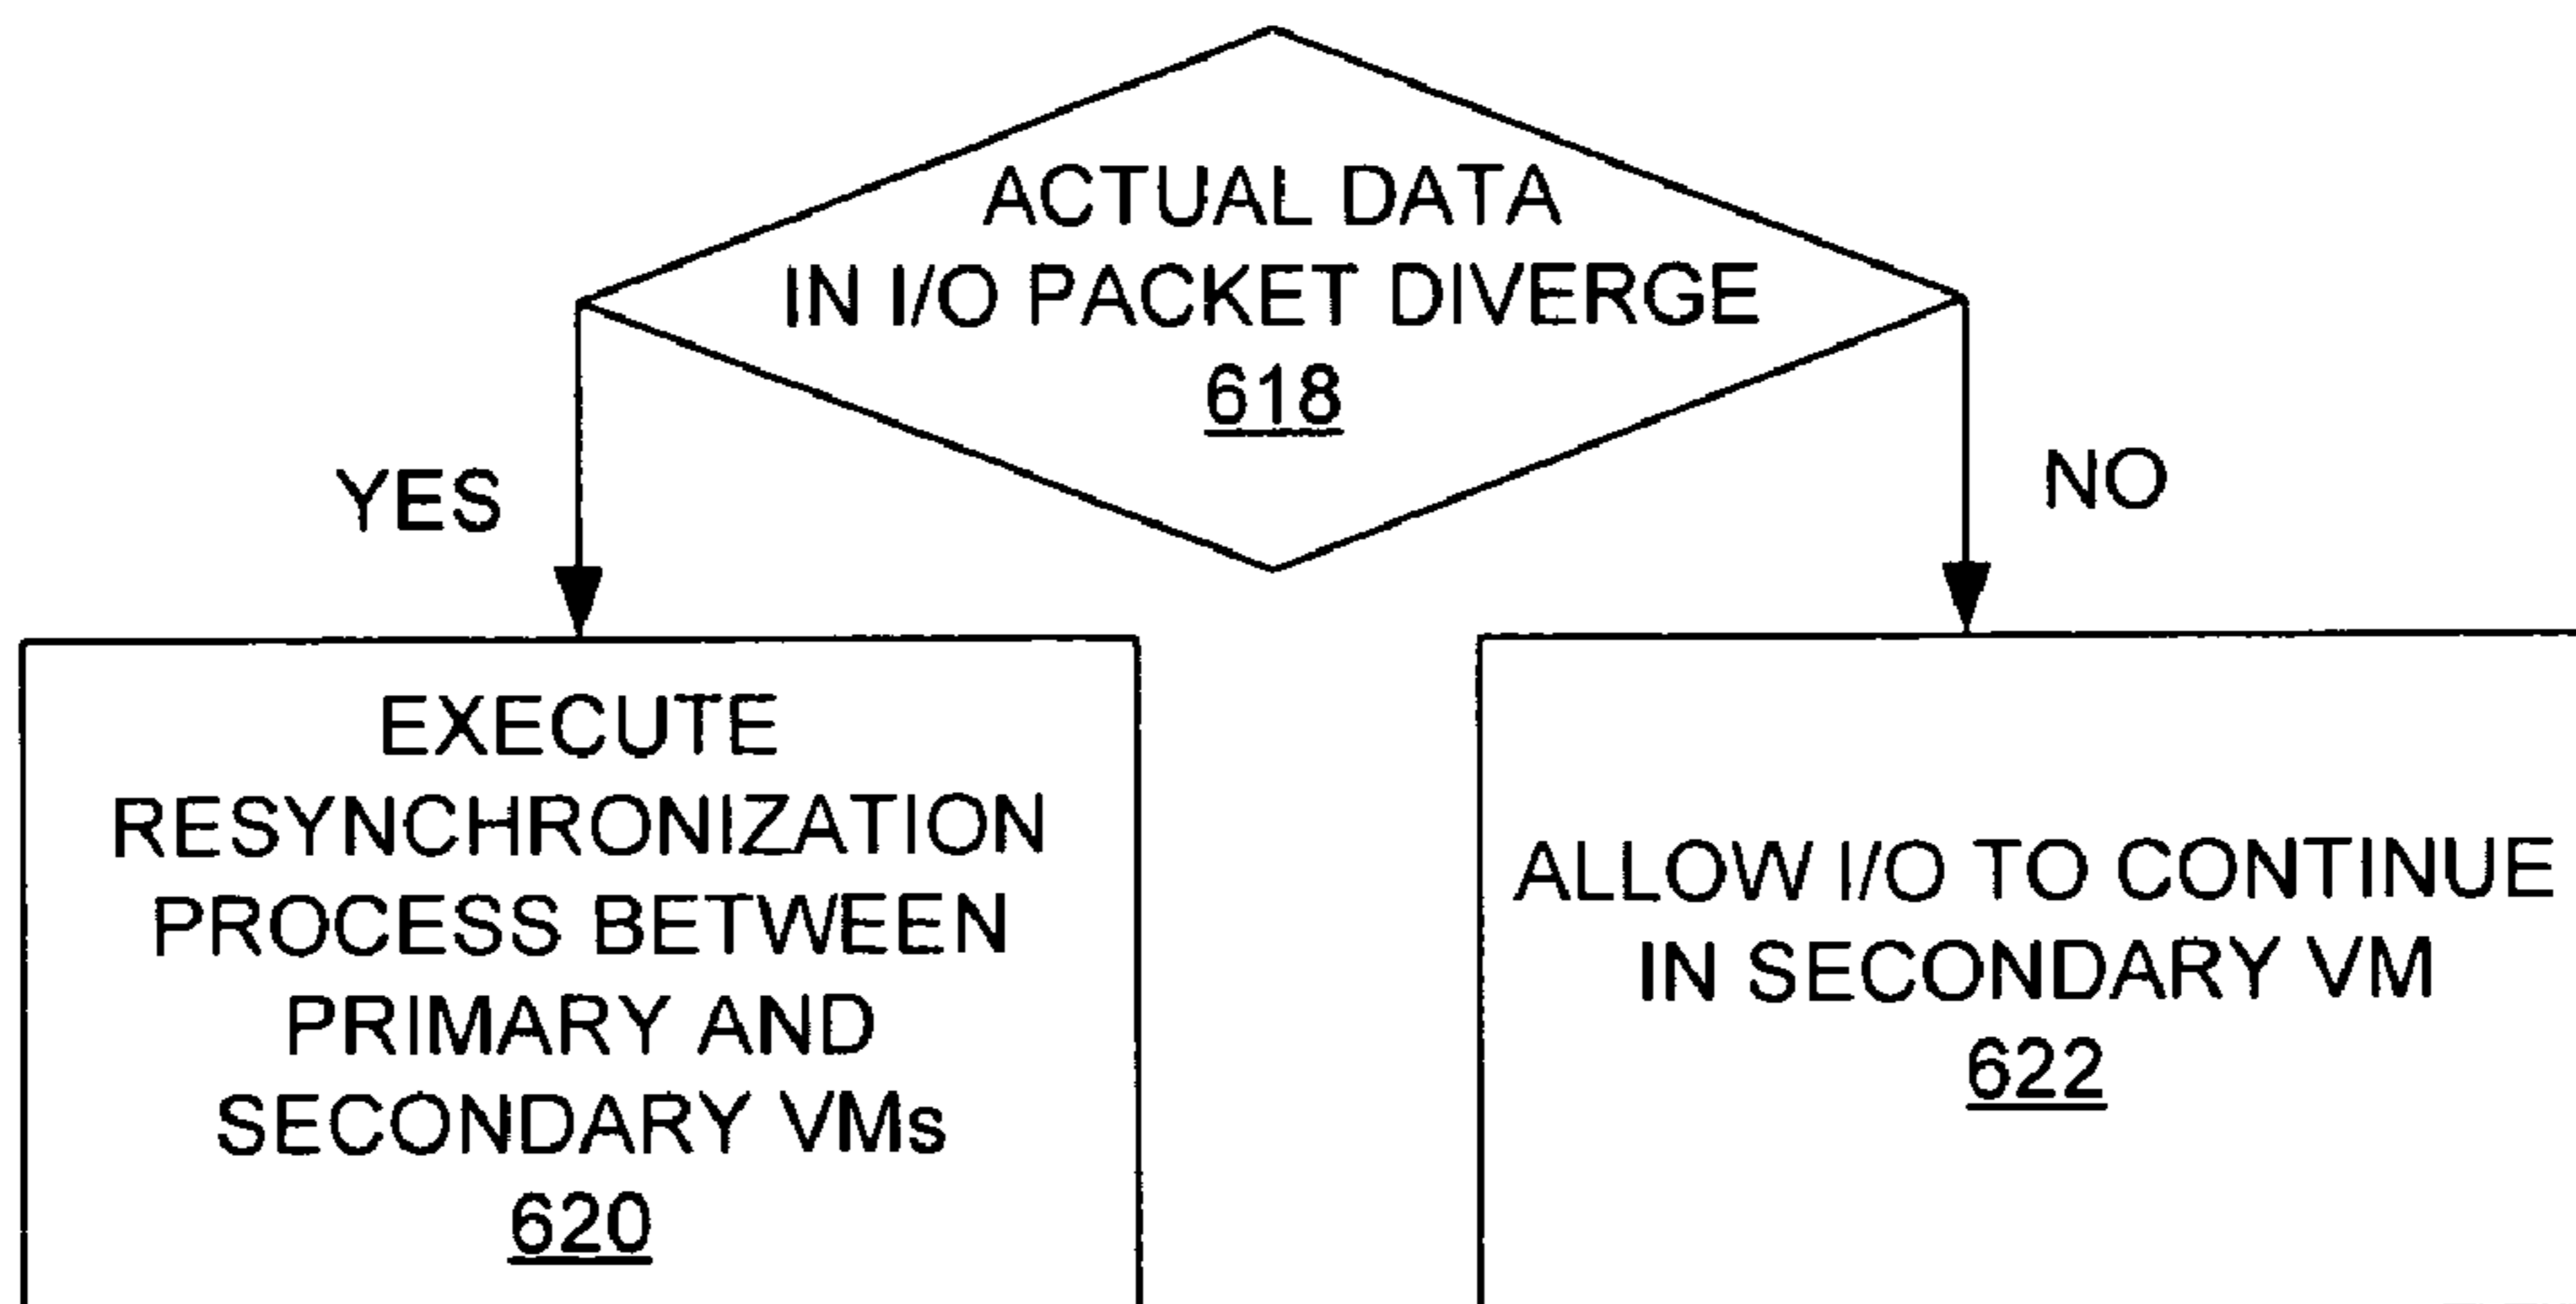 ACTUAL DATA
IN I/O PACKET DIVERGE
618
YES
NO
EXECUTE
RESYNCHRONIZATION
PROCESS BETWEEN
PRIMARY AND
SECONDARY VMs
620
ALLOW I/O TO CONTINUE
IN SECONDARY VM
622